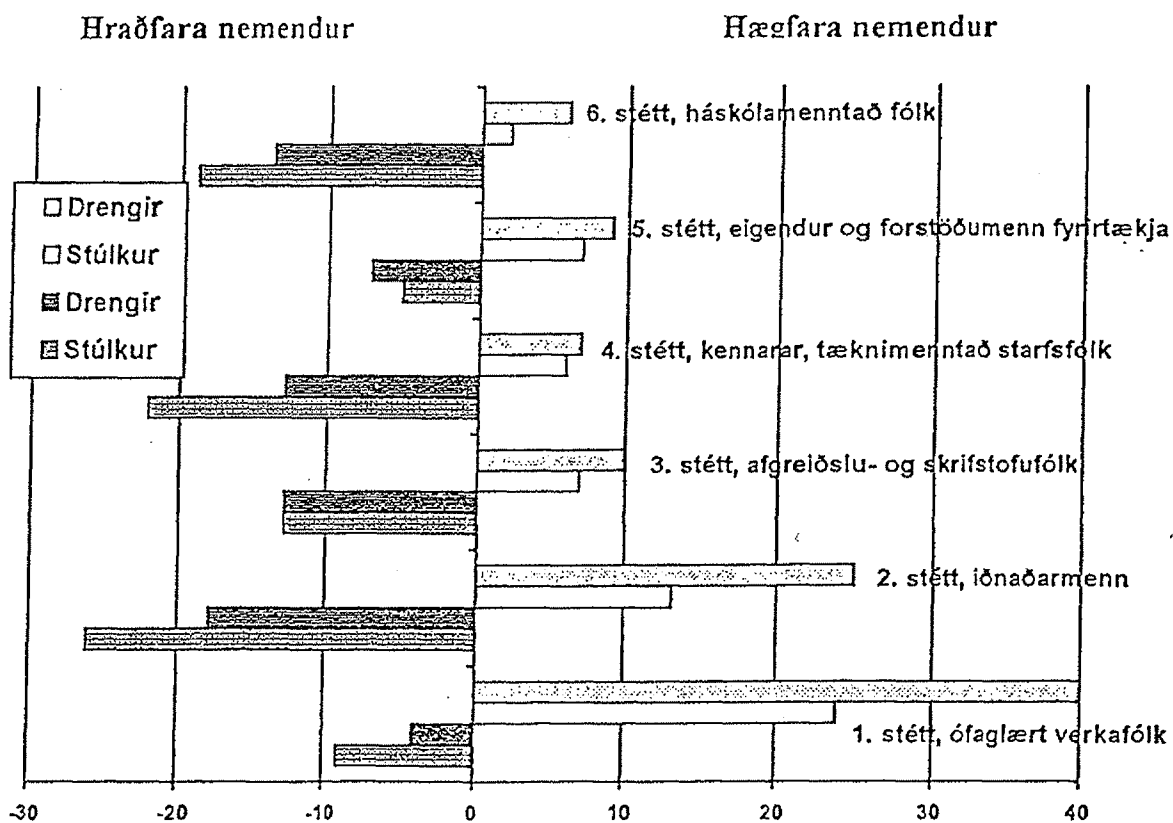 Hraðfara nemendur
Hægfara nemendur
6. stétt, háskólamenntað fólk
Drengir
Stúlkur
Drengir
Stúlkur
5. stétt, eigendur og forstöðumenn fyrirtækja
4. stétt, kennarar, tæknimenntað starfsfólk
3. stétt, afgreiðslu- og skrifstofufólk
2. stétt, iðnaðarmenn
1. stétt, ófaglært verkafólk
-30 -20 -10 0 10 20 30 40